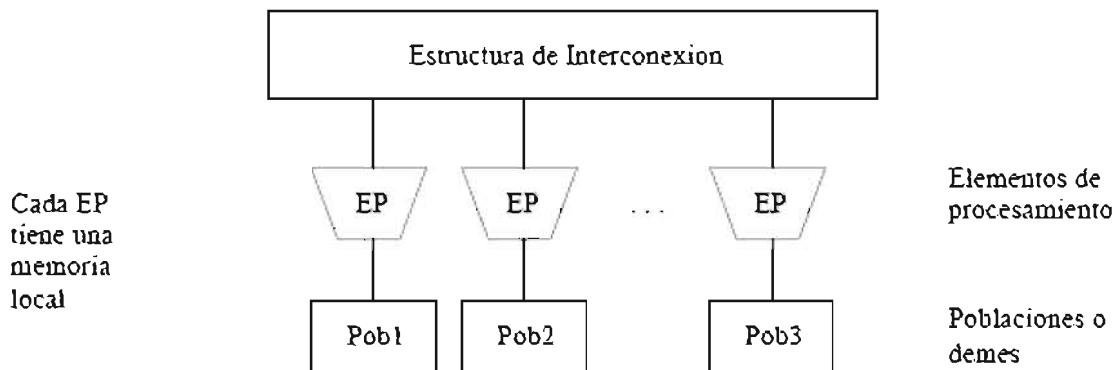 Estructura de Interconexion
EP
EP
. . .
EP
Elementos de
procesamiento
Cada EP
tiene una
memoria
local
Pob1
Pob2
Pob3
Poblaciones o
demes